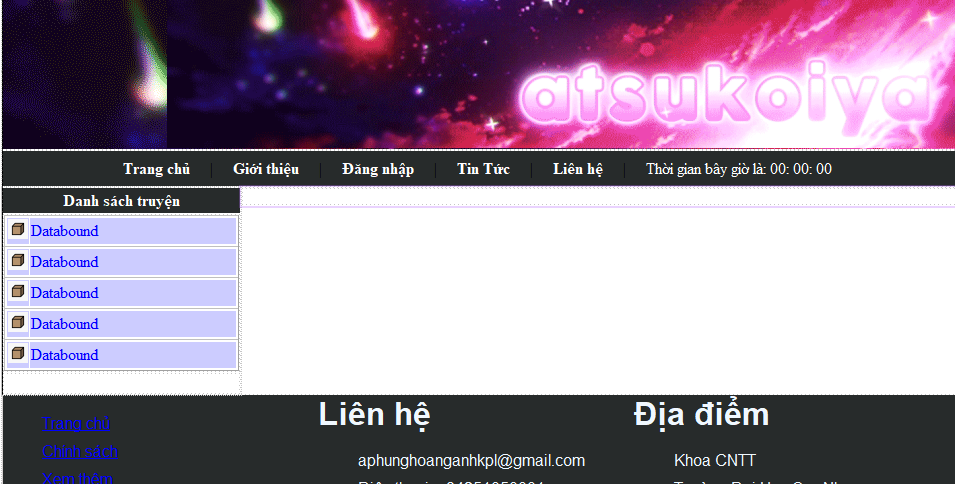 atsukoiya
Trang chủ Giới thiệu Đăng nhập Tin Tức Liên hệ Thời gian bây giờ là: 00: 00: 00
Danh sách truyện
Databound
Databound
Databound
Databound
Databound
Trang chủ
Chính sách
Xem thêm
Liên hệ
aphunghoanganhkpl@gmail.com
Địa điểm
Khoa CNTT